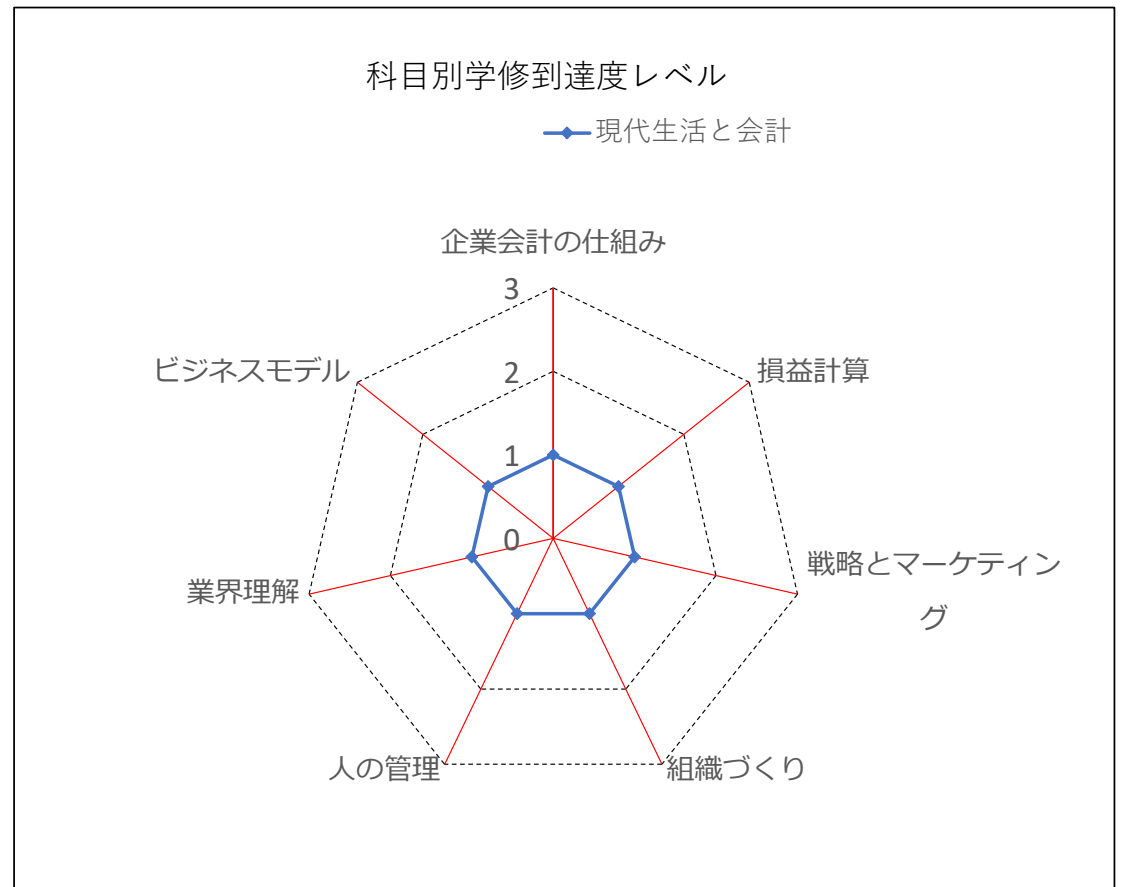 科目別学修到達度レベル
現代生活と会計
企業会計の仕組み
3
ビジネスモデル
2
損益計算
1
0
戦略とマーケティン
グ
業界理解
人の管理
組織づくり